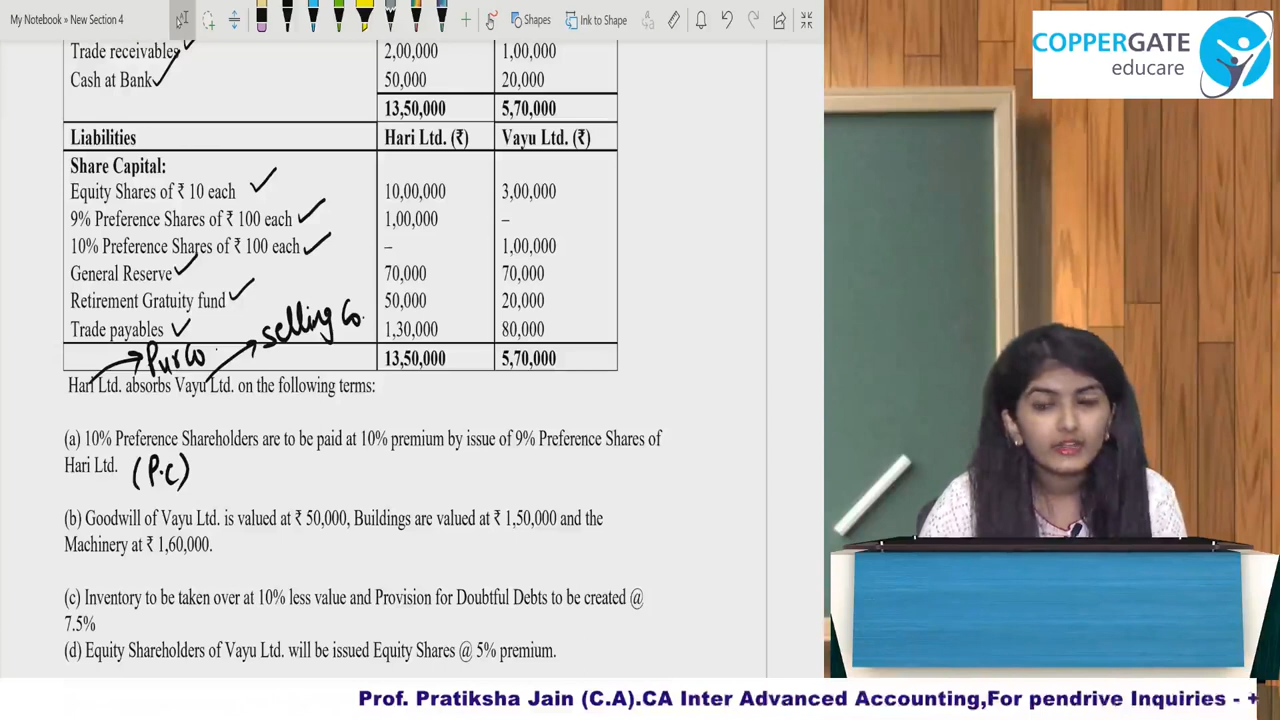 My Notebook » New Section 4
Shapes
Ink to Shape
COPPERGATE
educare
Trade receivables 2,00,000 1,00,000
Cash at Bank 50,000 20,000
13,50,000 5,70,000
Liabilities Hari Ltd. (₹) Vayu Ltd. (₹)
Share Capital:
Equity Shares of ₹ 10 each 10,00,000 3,00,000
9% Preference Shares of ₹ 100 each 1,00,000 –
10% Preference Shares of ₹ 100 each – 1,00,000
General Reserve 70,000 70,000
Retirement Gratuity fund 50,000 20,000
selling Co.
Trade payables 1,30,000 80,000
Pur Co
13,50,000 5,70,000
Hari Ltd. absorbs Vayu Ltd. on the following terms:
(a) 10% Preference Shareholders are to be paid at 10% premium by issue of 9% Preference Shares of
Hari Ltd. (P.C)
(b) Goodwill of Vayu Ltd. is valued at ₹ 50,000, Buildings are valued at ₹ 1,50,000 and the
Machinery at ₹ 1,60,000.
(c) Inventory to be taken over at 10% less value and Provision for Doubtful Debts to be created @
7.5%
(d) Equity Shareholders of Vayu Ltd. will be issued Equity Shares @ 5% premium.
Prof. Pratiksha Jain (C.A).CA Inter Advanced Accounting,For pendrive Inquiries - +